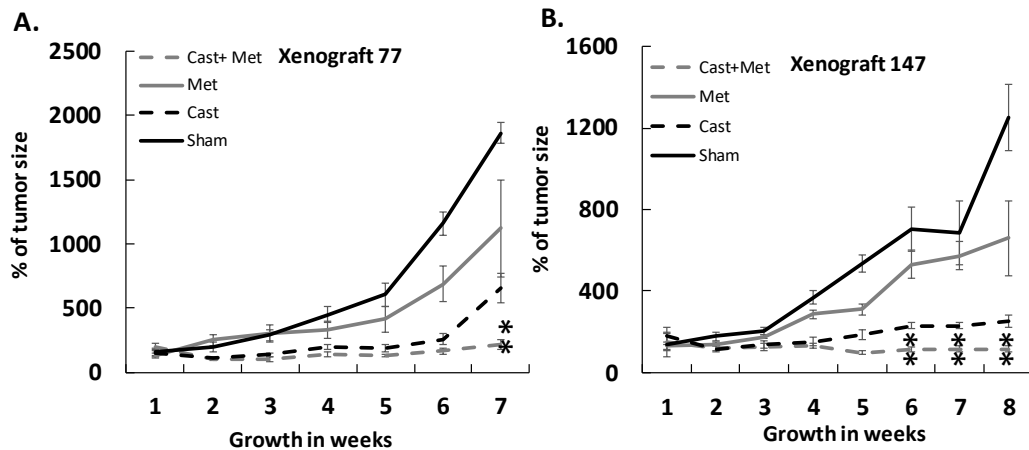 A.
2500
2000
1500
1000
500
0
% of tumor size
Cast+ Met
Met
Cast
Sham
Xenograft 77
*
*
1 2 3 4 5 6 7
Growth in weeks
B.
1600
1200
800
400
0
% of tumor size
Cast+Met
Met
Cast
Sham
Xenograft 147
* * *
* * *
1 2 3 4 5 6 7 8
Growth in weeks